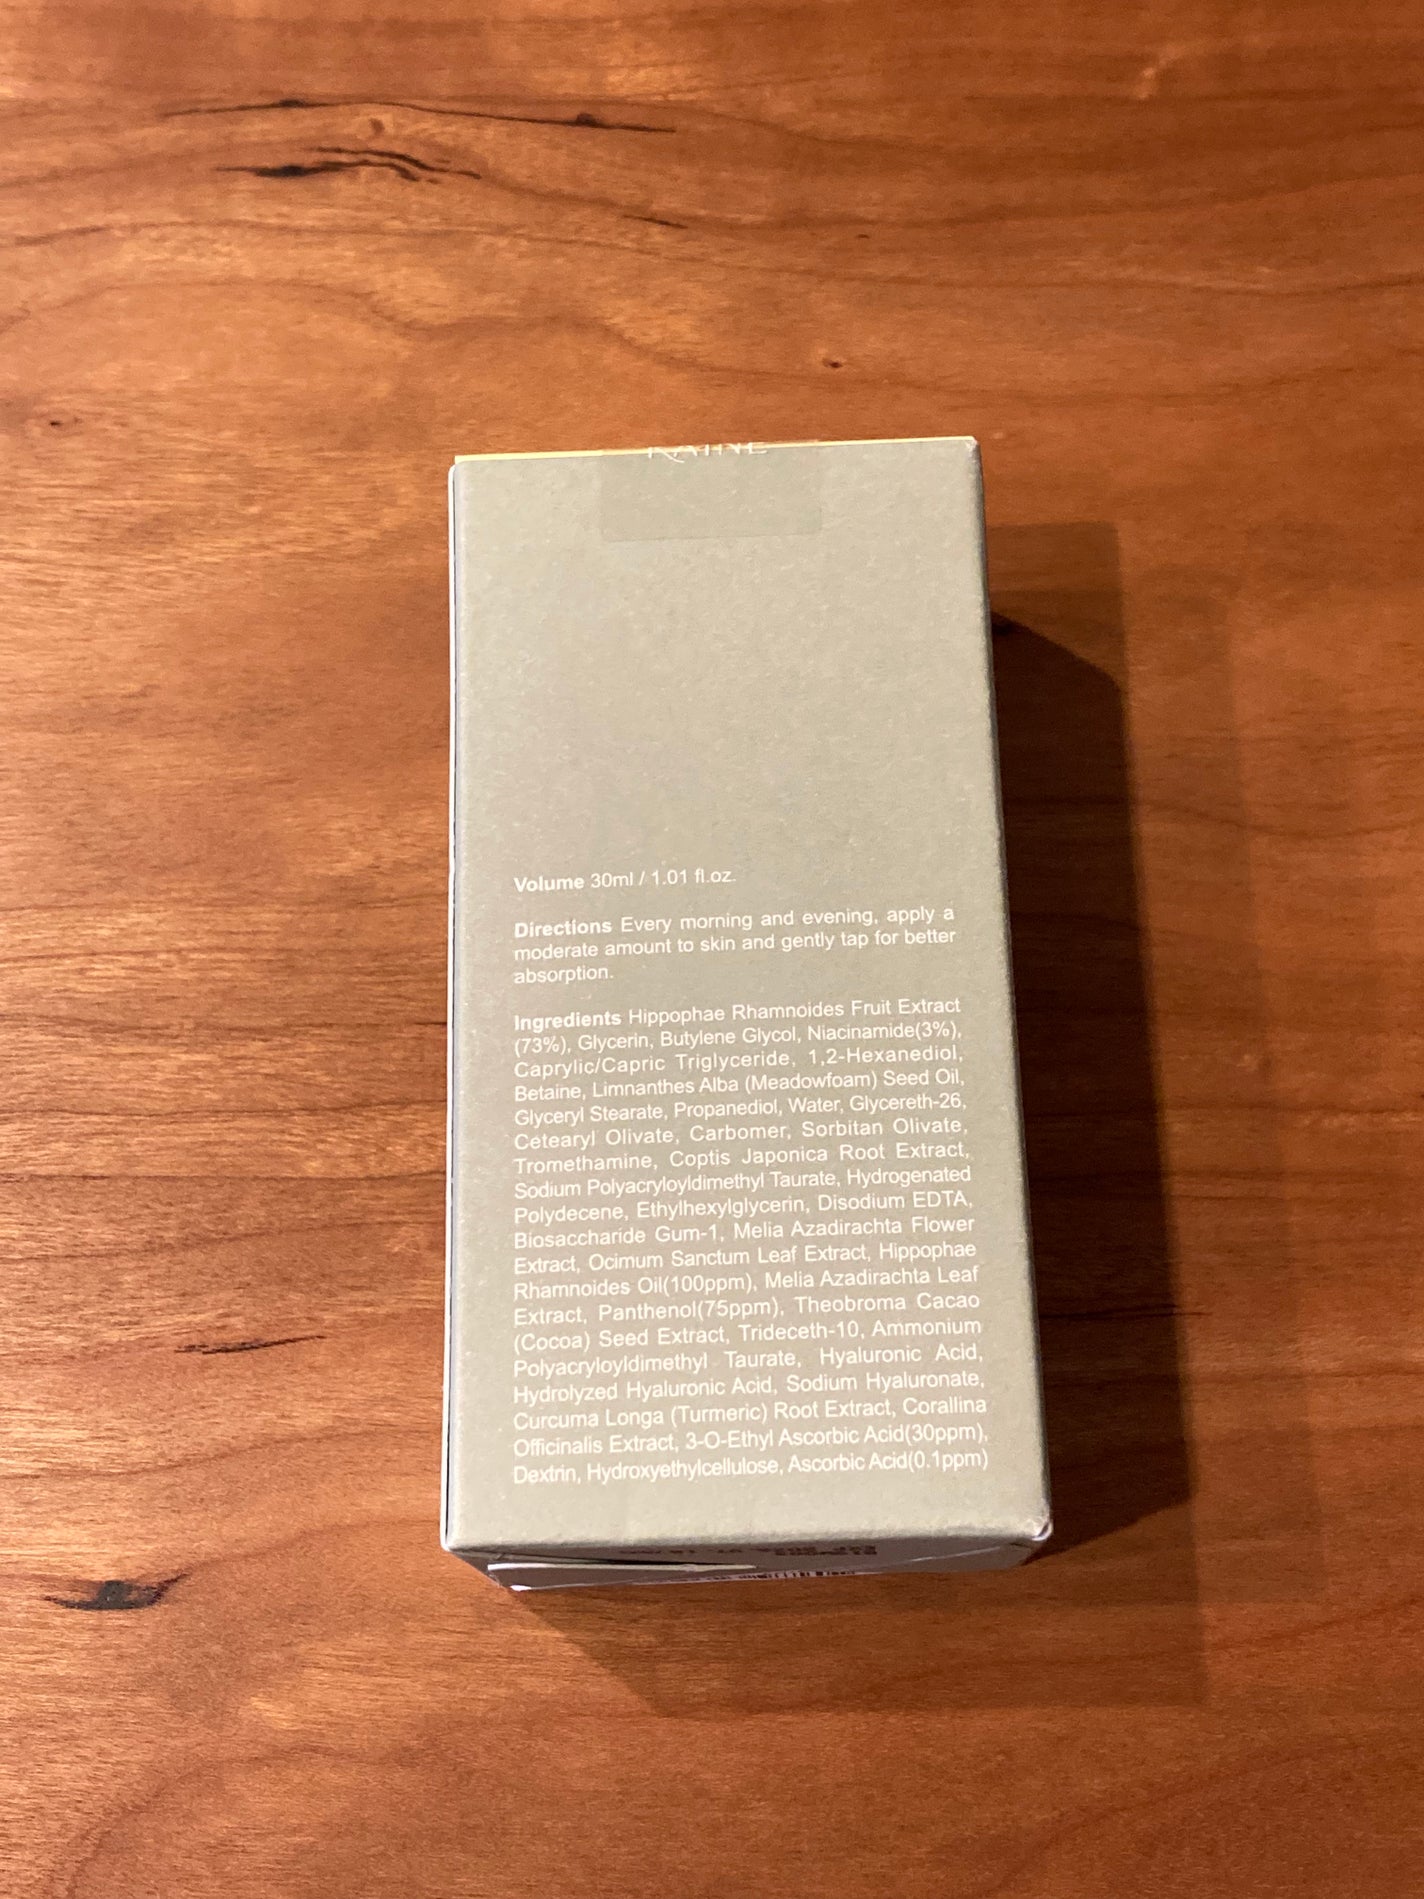 RAINE
Volume 30ml / 1.01 fl.oz.
Directions Every morning and evening, apply a
moderate amount to skin and gently tap for better
absorption.
Ingredients Hippophae Rhamnoides Fruit Extract
(73%), Glycerin, Butylene Glycol, Niacinamide(3%),
Caprylic/Capric Triglyceride, 1,2-Hexanediol,
Betaine, Limnanthes Alba (Meadowfoam) Seed Oil,
Glyceryl Stearate, Propanediol, Water, Glycereth-26,
Cetearyl Olivate, Carbomer, Sorbitan Olivate,
Tromethamine, Coptis Japonica Root Extract,
Sodium Polyacryloyldimethyl Taurate, Hydrogenated
Polydecene, Ethylhexylglycerin, Disodium EDTA,
Biosaccharide Gum-1, Melia Azadirachta Flower
Extract, Ocimum Sanctum Leaf Extract, Hippophae
Rhamnoides Oil(100ppm), Melia Azadirachta Leaf
Extract, Panthenol(75ppm), Theobroma Cacao
(Cocoa) Seed Extract, Trideceth-10, Ammonium
Polyacryloyldimethyl Taurate, Hyaluronic Acid,
Hydrolyzed Hyaluronic Acid, Sodium Hyaluronate,
Curcuma Longa (Turmeric) Root Extract, Corallina
Officinalis Extract, 3-O-Ethyl Ascorbic Acid(30ppm),
Dextrin, Hydroxyethylcellulose, Ascorbic Acid(0.1ppm)